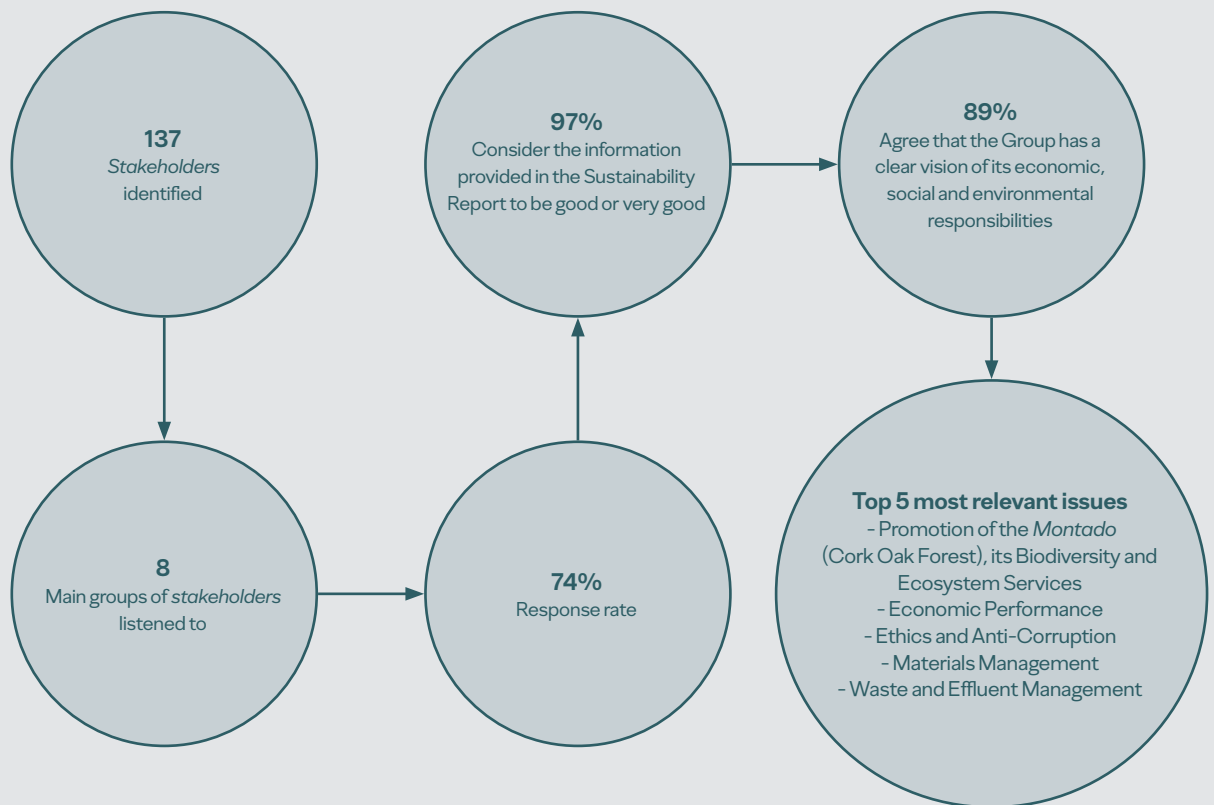 137
Stakeholders
identified
8
Main groups of stakeholders
listened to
74%
Response rate
97%
Consider the information
provided in the Sustainability
Report to be good or very good
89%
Agree that the Group has a
clear vision of its economic,
social and environmental
responsibilities
Top 5 most relevant issues
- Promotion of the Montado
(Cork Oak Forest), its Biodiversity and
Ecosystem Services
- Economic Performance
- Ethics and Anti-Corruption
- Materials Management
- Waste and Effluent Management